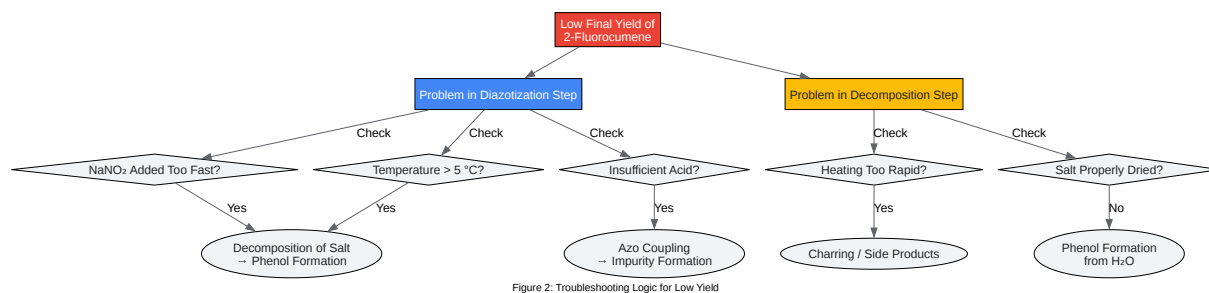 Low Final Yield of
2-Fluorocumene
Problem in Diazotization Step
Problem in Decomposition Step
Check
Check
Check
Check
Check
NaNO₂ Added Too Fast?
Temperature > 5 °C?
Insufficient Acid?
Heating Too Rapid?
Salt Properly Dried?
Yes
Yes
Yes
Yes
No
Decomposition of Salt
→ Phenol Formation
Azo Coupling
→ Impurity Formation
Charring / Side Products
Phenol Formation
from H₂O
Figure 2: Troubleshooting Logic for Low Yield